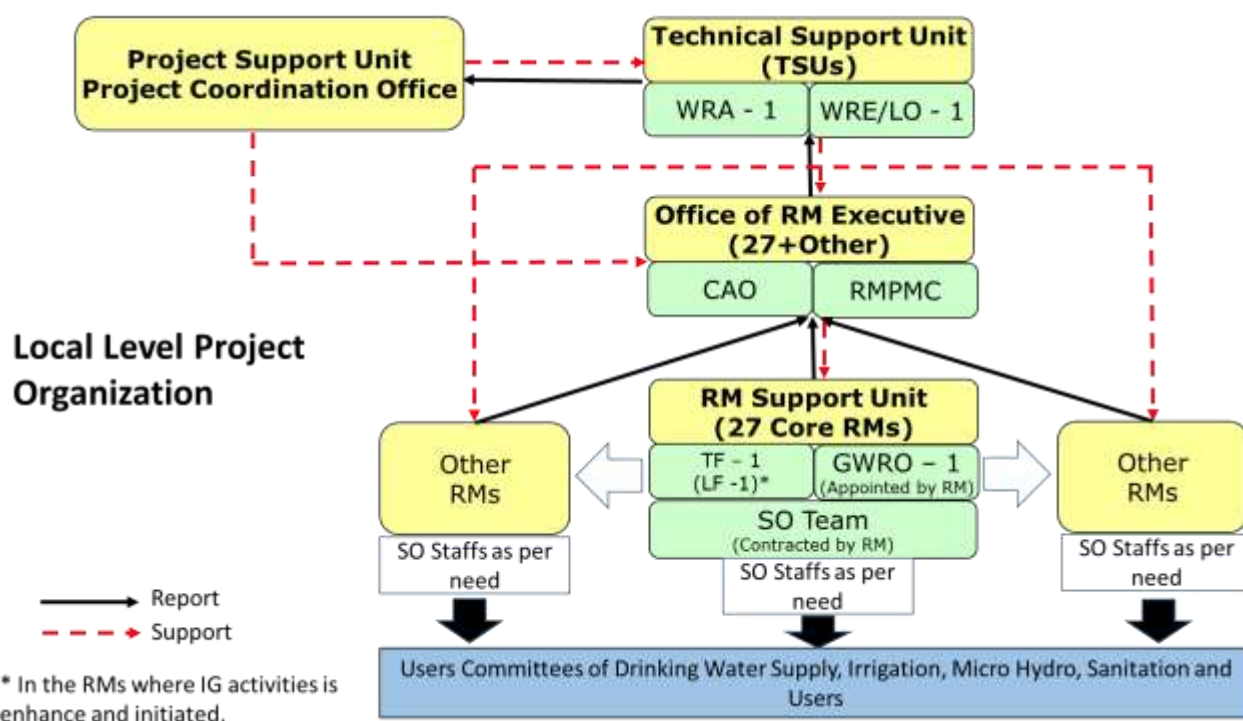 Project Support Unit
Project Coordination Office
Technical Support Unit
(TSUs)
WRA - 1
WRE/LO - 1
Office of RM Executive
(27+Other)
CAO
RMPMC
Local Level Project
Organization
RM Support Unit
(27 Core RMs)
TF - 1
(LF -1)*
GWRO - 1
(Appointed by RM)
SO Team
(Contracted by RM)
Other
RMs
Other
RMs
SO Staffs as per
need
SO Staffs as per
need
SO Staffs as per
need
Report
Support
Users Committees of Drinking Water Supply, Irrigation, Micro Hydro, Sanitation and
Users
* In the RMs where IG activities is
enhance and initiated.